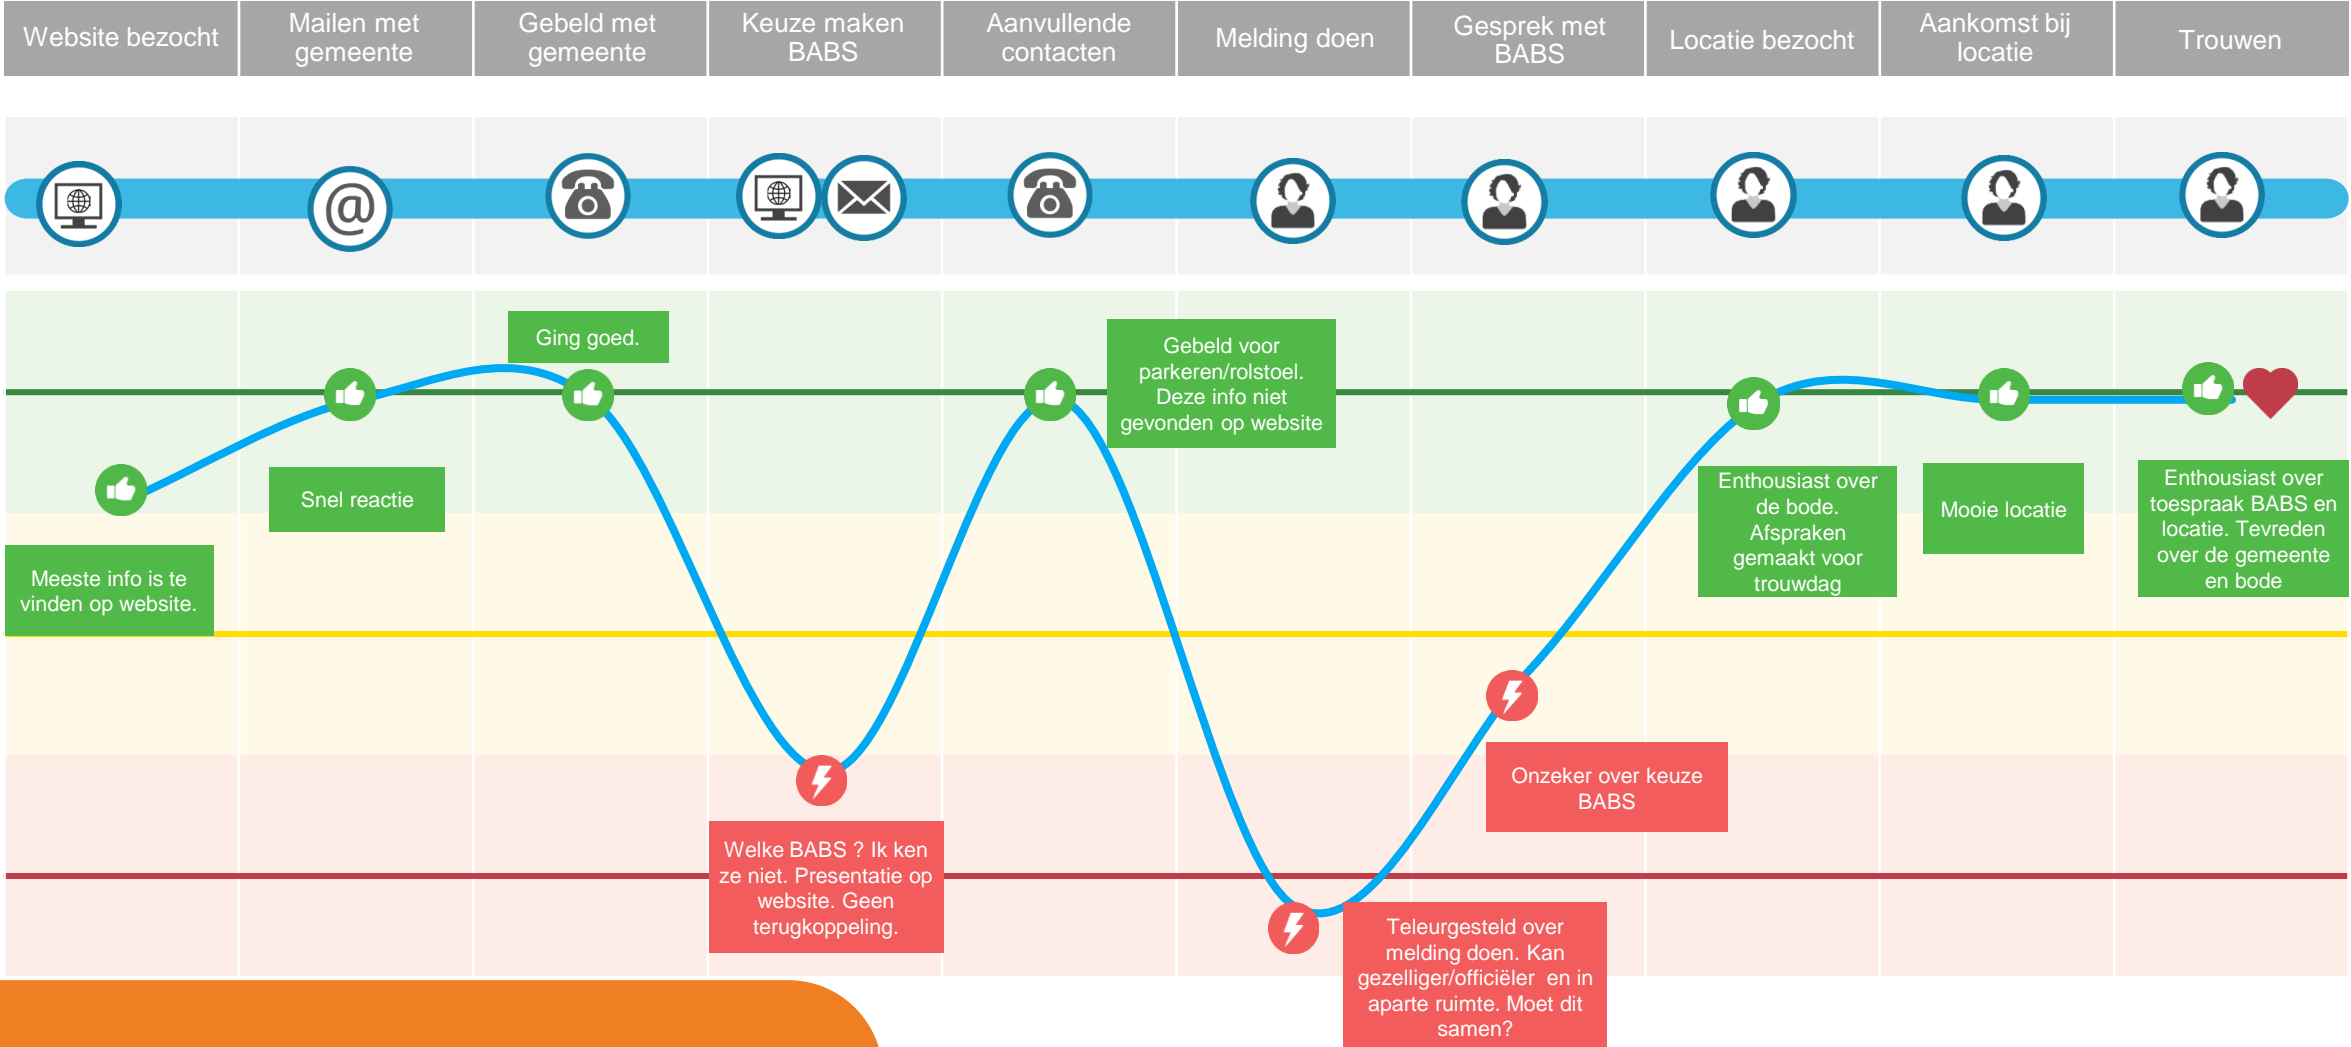 Website bezocht
Mailen met
gemeente
Gebeld met
gemeente
Keuze maken
BABS
Aanvullende
contacten
Melding doen
Gesprek met
BABS
Locatie bezocht
Aankomst bij
locatie
Trouwen
@
Meeste info is te
vinden op website.
Snel reactie
Ging goed.
Welke BABS ? Ik ken
ze niet. Presentatie op
website. Geen
terugkoppeling.
Gebeld voor
parkeren/rolstoel.
Deze info niet
gevonden op website
Teleurgesteld over
melding doen. Kan
gezelliger/officiëler en in
aparte ruimte. Moet dit
samen?
Onzeker over keuze
BABS
Enthousiast over
de bode.
Afspraken
gemaakt voor
trouwdag
Mooie locatie
Enthousiast over
toespraak BABS en
locatie. Tevreden
over de gemeente
en bode